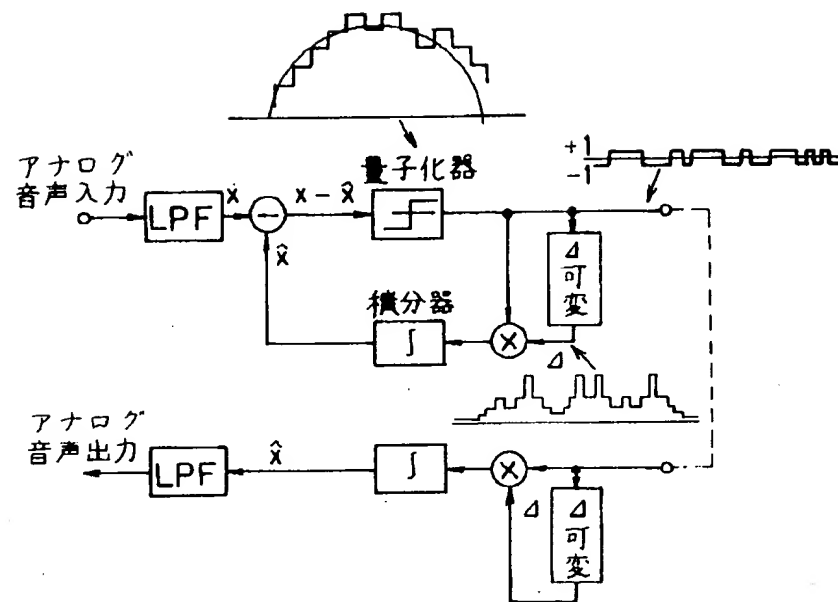 +1
-1
アナログ
音声入力
量子化器
LPF
x
−
x − x̂
x̂
Δ
可
変
積分器
∫
×
Δ
アナログ
音声出力
LPF
x̂
∫
×
Δ
Δ
可
変